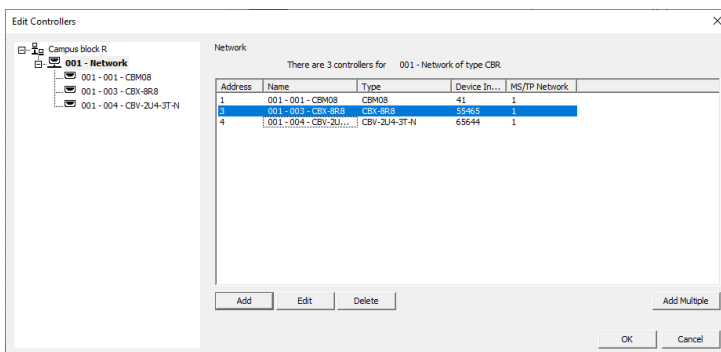 Edit Controllers
Campus block R
001 - Network
001 - 001 - CBM08
001 - 003 - CBX-8R8
001 - 004 - CBV-2U4-3T-N
Network
There are 3 controllers for 001 - Network of type CBR
Address Name Type Device In... MS/TP Network
1 001 - 001 - CBM08 CBM08 41 1
3 001 - 003 - CBX-8R8 CBX-8R8 55465 1
4 001 - 004 - CBV-2U... CBV-2U4-3T-N 65644 1
Add Edit Delete Add Multiple
OK Cancel